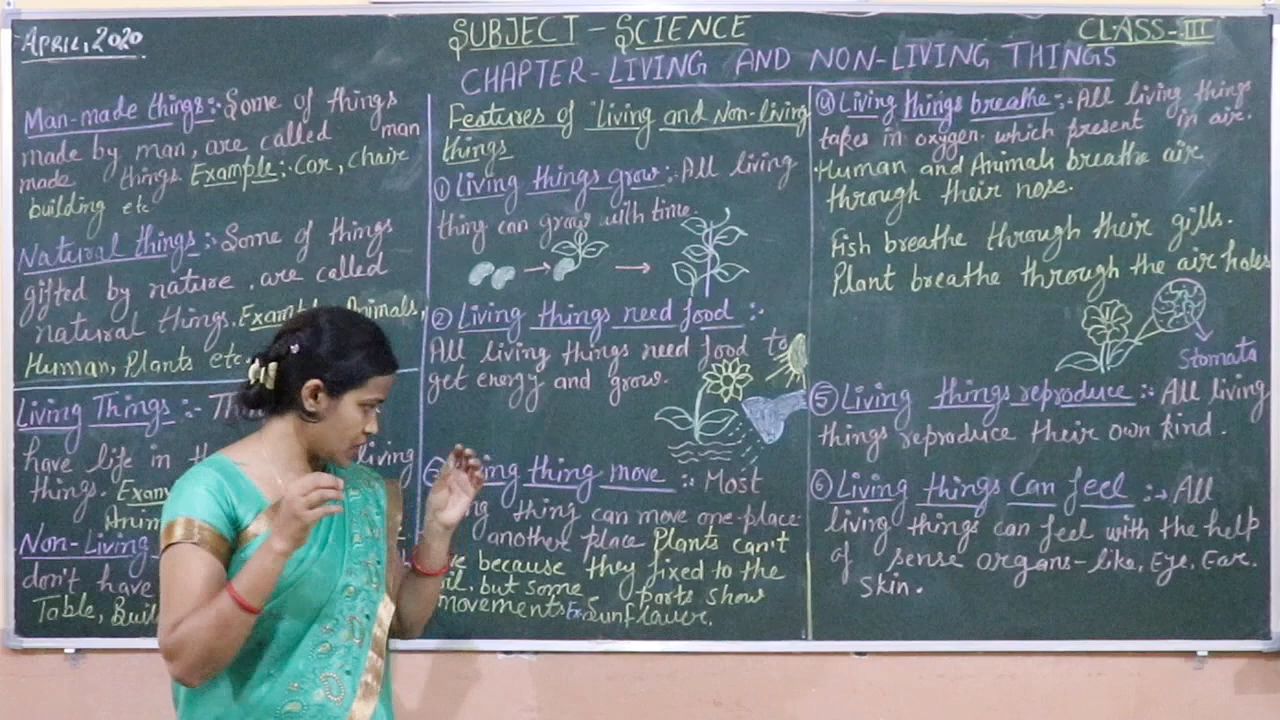 APRIL, 2020
SUBJECT - SCIENCE
CLASS - III
CHAPTER - LIVING AND NON-LIVING THINGS
Man-made things :- Some of things
made by man, are called man
made things. Example :- Car, Chair
building etc
Natural things :- Some of things
gifted by nature, are called
natural things. Example Animals,
Human, Plants etc
Living Things :-
have life in living
things.
Non-Living
don't have
Table,
Features of living and Non-living
things
① Living things grow :- All living
thing can grow with time.
② Living things need food :-
All living things need food to
get energy and grow.
thing move :- Most
thing can move one place
another place Plants can't
because they fixed to the
but some parts show
movements Ex Sunflower.
④ Living things breathe :- All living things
takes in oxygen which present in air.
Human and Animals breathe air
through their nose.
Fish breathe through their gills.
Plant breathe through the air holes
Stomata
⑤ Living things reproduce :- All living
things reproduce their own kind.
⑥ Living things Can feel :- All
living things can feel with the help
of sense organs - like, Eye, Ear.
Skin.